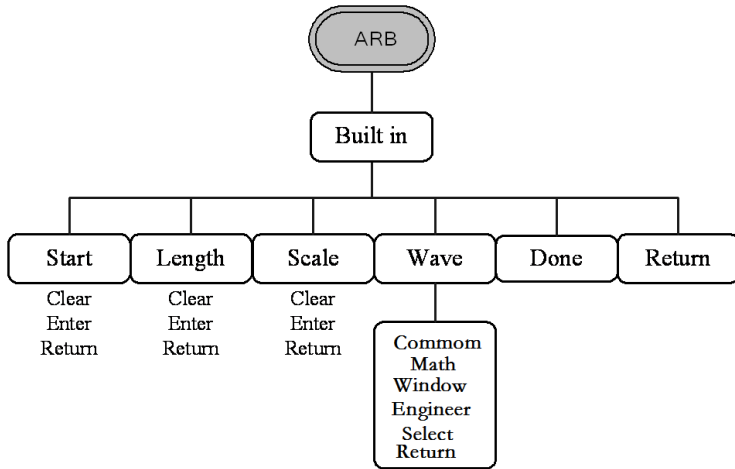 ARB
Built in
Start Length Scale Wave Done Return
Clear Clear Clear
Enter Enter Enter
Return Return Return
Commom
Math
Window
Engineer
Select
Return